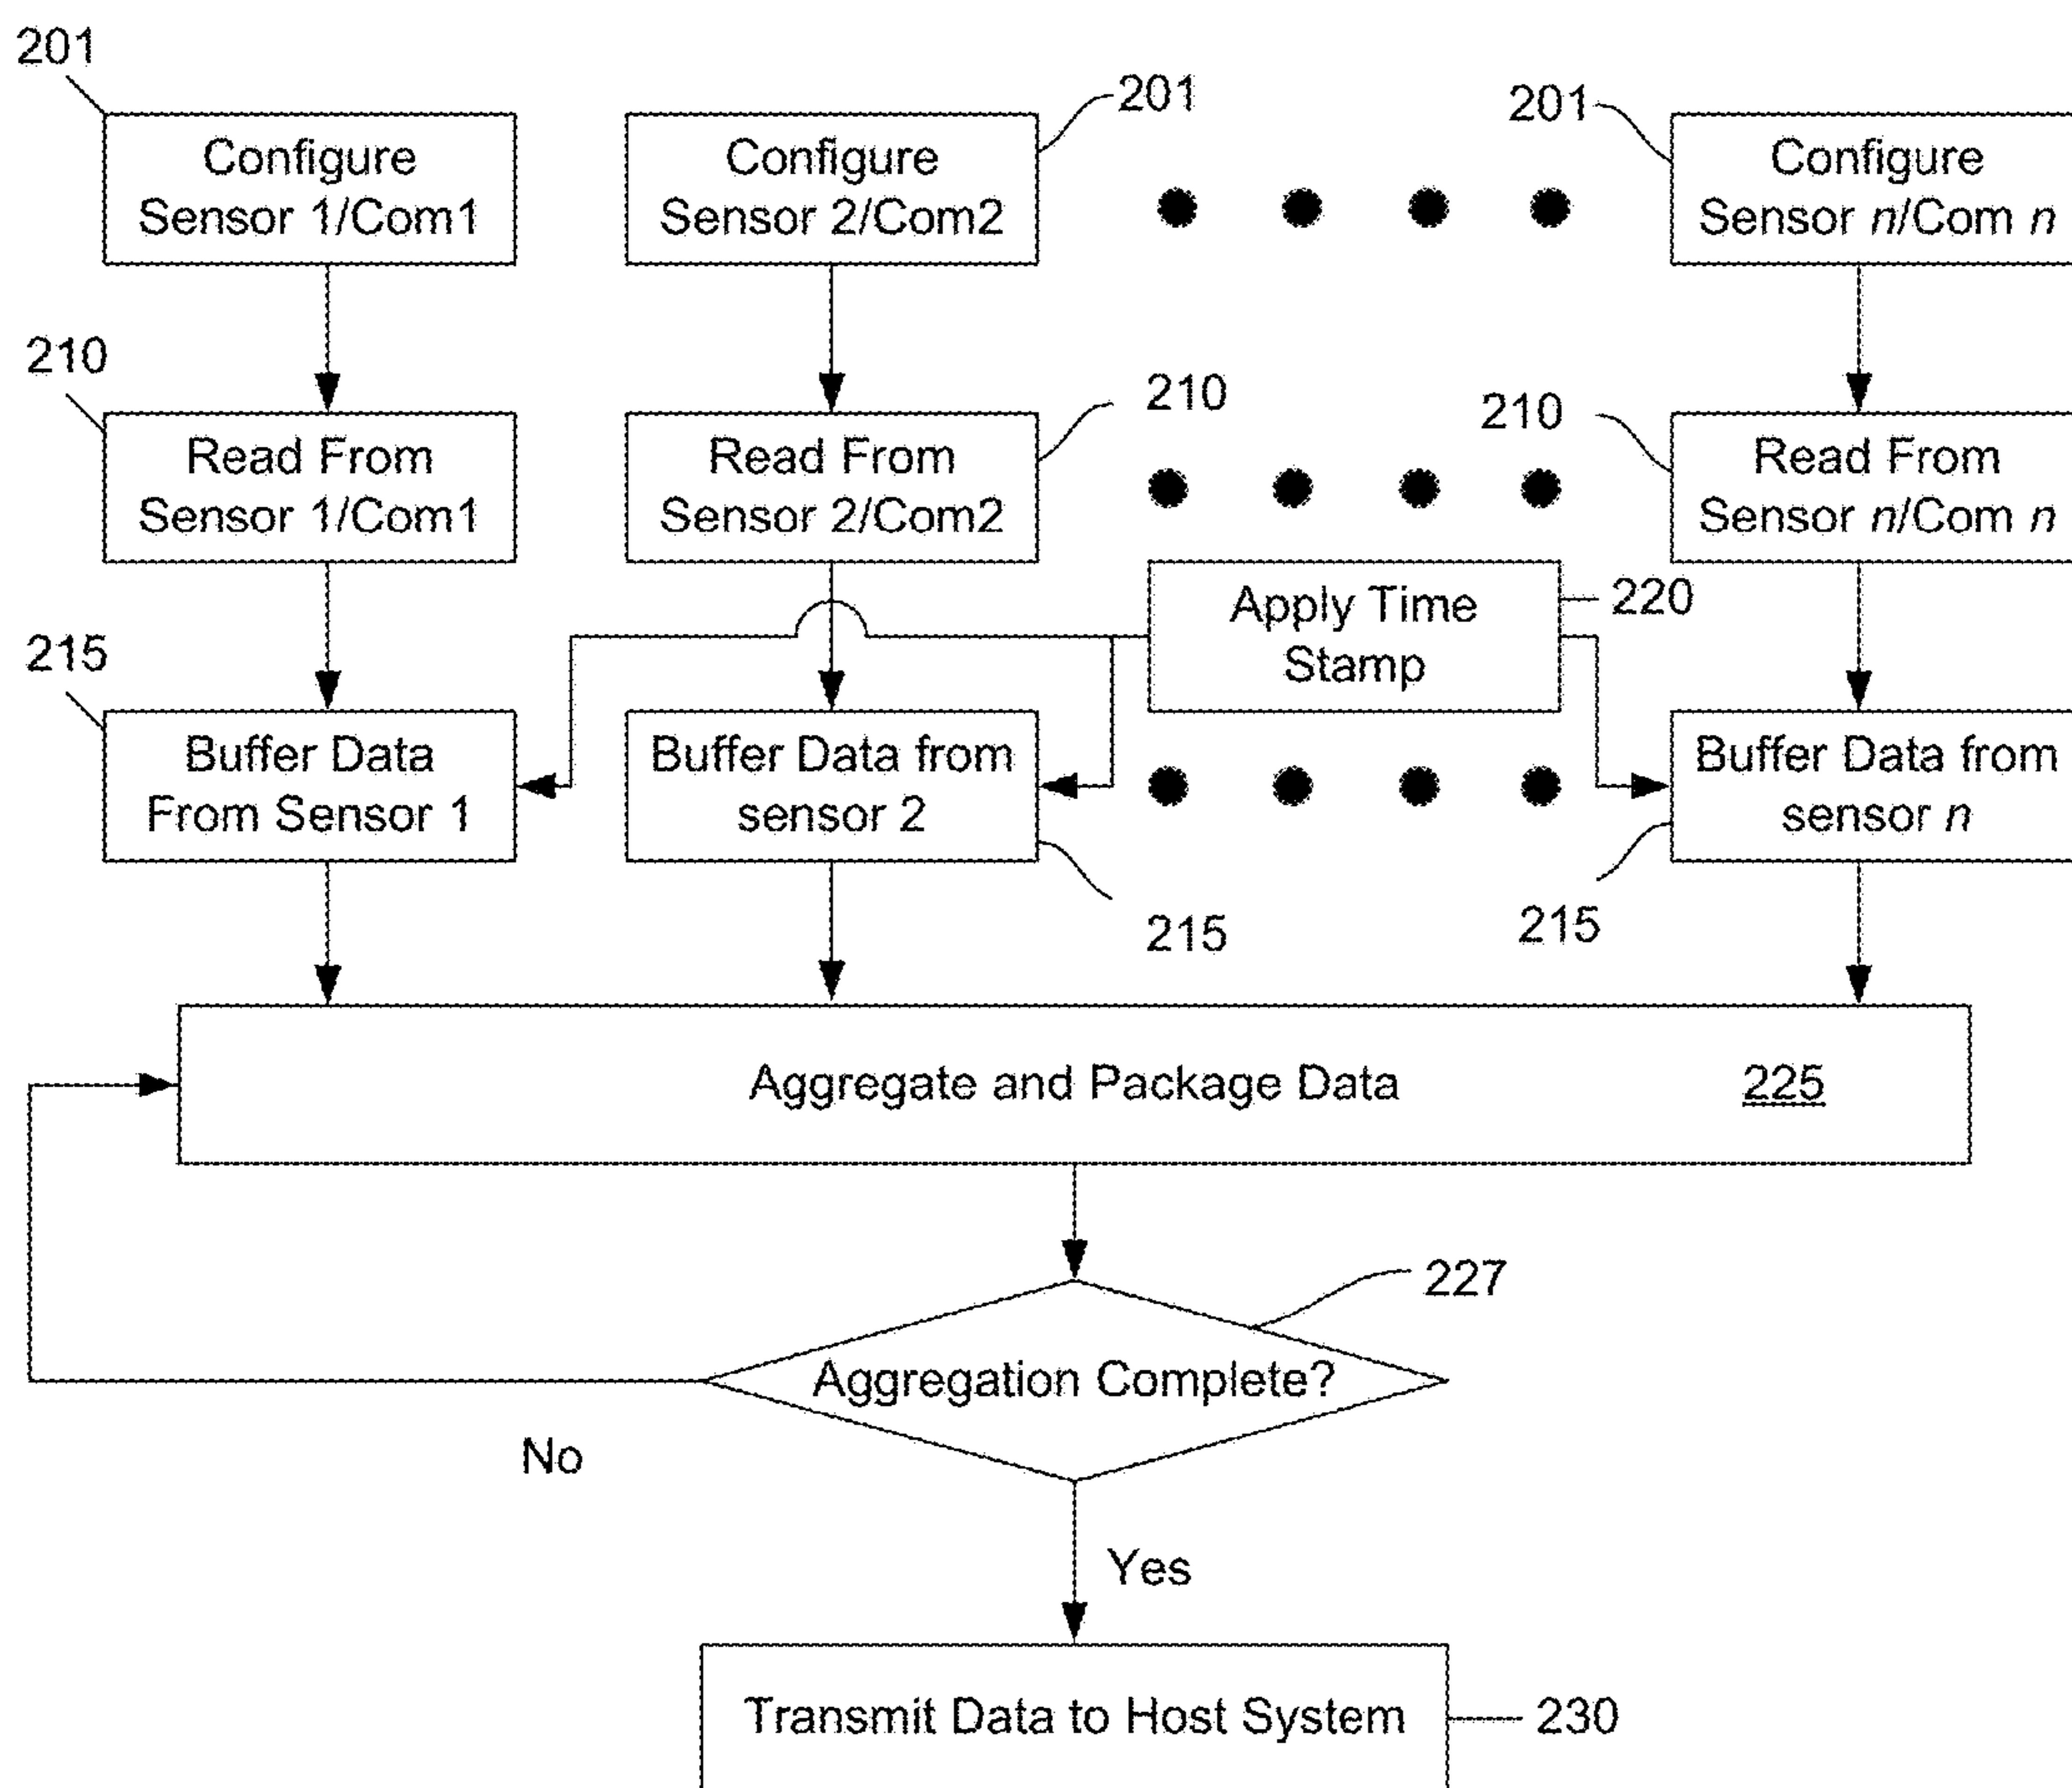 201
201
201
Configure
Sensor 1/Com1
Configure
Sensor 2/Com2
Configure
Sensor n/Com n
210
210
210
Read From
Sensor 1/Com1
Read From
Sensor 2/Com2
Read From
Sensor n/Com n
Apply Time
Stamp
220
215
Buffer Data
From Sensor 1
Buffer Data from
sensor 2
Buffer Data from
sensor n
215
215
Aggregate and Package Data
225
227
Aggregation Complete?
No
Yes
Transmit Data to Host System
230